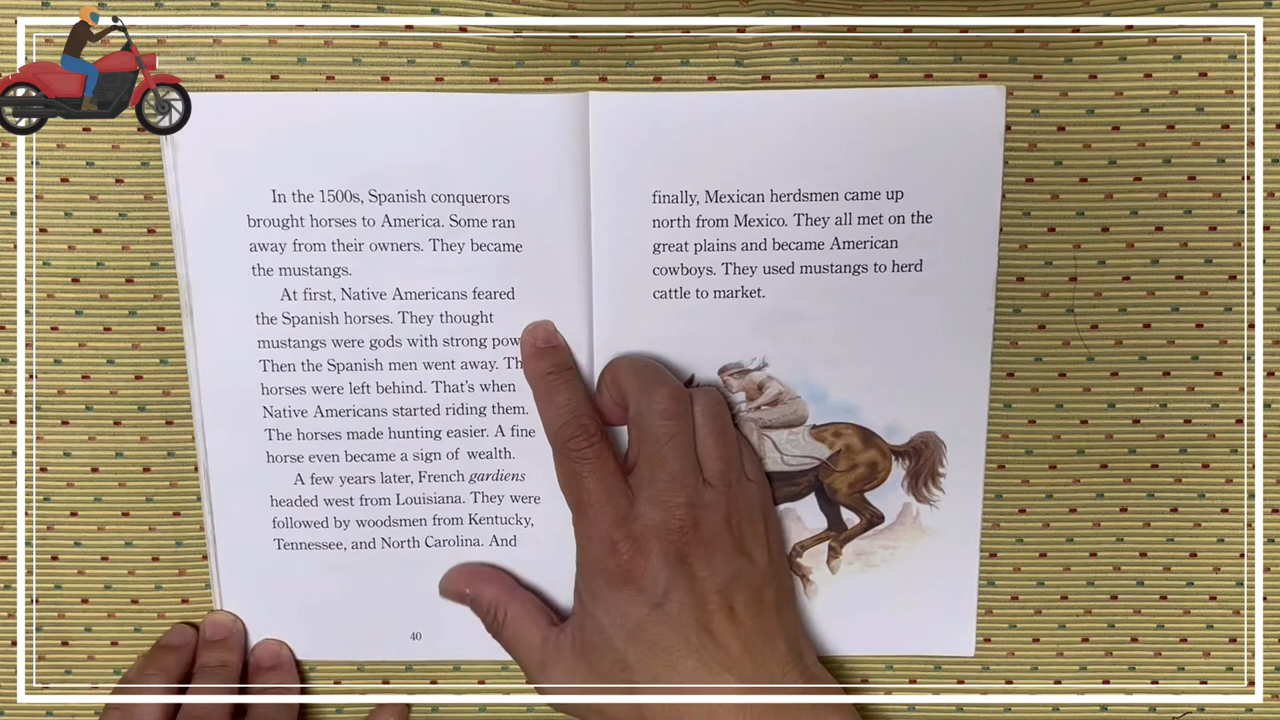 In the 1500s, Spanish conquerors
brought horses to America. Some ran
away from their owners. They became
the mustangs.
At first, Native Americans feared
the Spanish horses. They thought
mustangs were gods with strong
Then the Spanish men went away.
horses were left behind. That's when
Native Americans started riding them.
The horses made hunting easier. A fine
horse even became a sign of wealth.
A few years later, French gardiens
headed west from Louisiana. They were
followed by woodsmen from Kentucky,
Tennessee, and North Carolina. And
40
finally, Mexican herdsmen came up
north from Mexico. They all met on the
great plains and became American
cowboys. They used mustangs to herd
cattle to market.